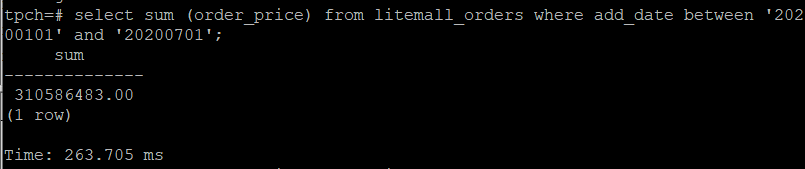 tpch=# select sum (order_price) from litemall_orders where add_date between '202
00101' and '20200701';
     sum
--------------
 310586483.00
(1 row)

Time: 263.705 ms